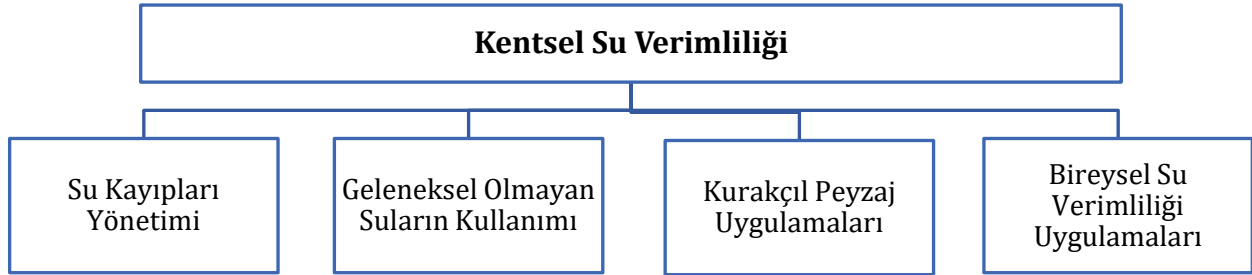 Kentsel Su Verimliliği
Su Kayıpları
Yönetimi
Geleneksel Olmayan
Suların Kullanımı
Kurakçıl Peyzaj
Uygulamaları
Bireysel Su
Verimliliği
Uygulamaları